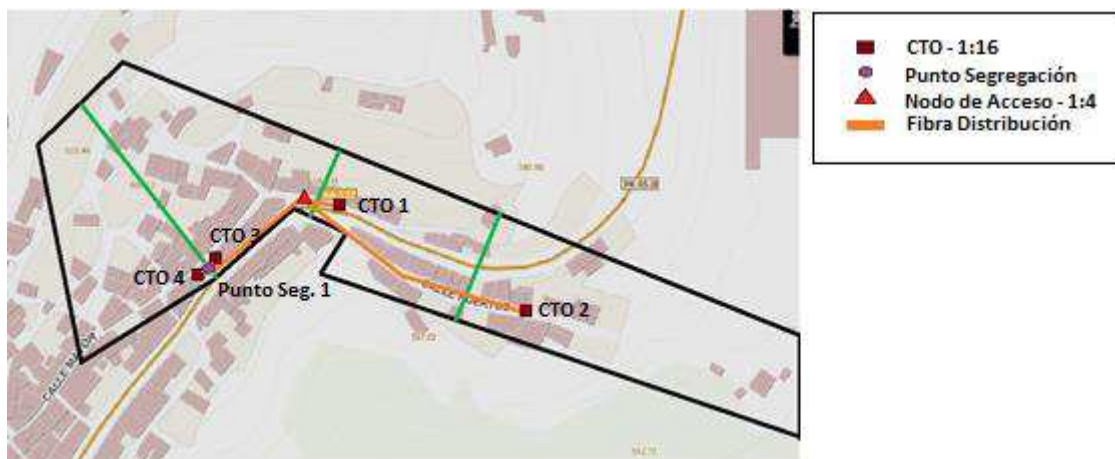 CTO - 1:16
Punto Segregación
Nodo de Acceso - 1:4
Fibra Distribución
CTO 1
CTO 3
CTO 4
Punto Seg. 1
CTO 2
CALLE MAYOR